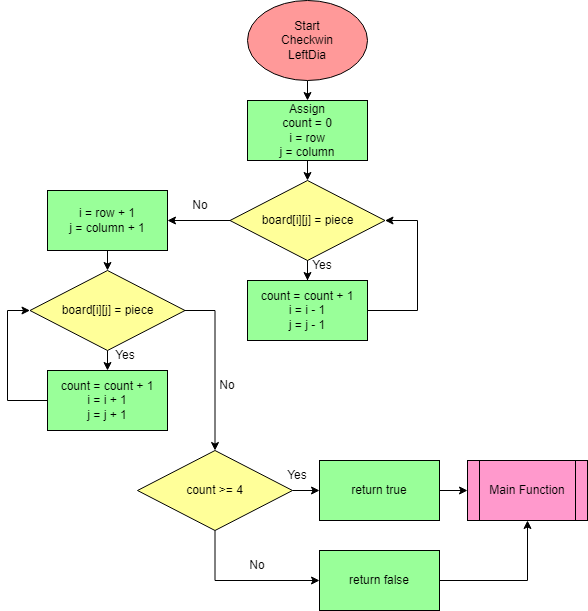 Start
Checkwin
LeftDia
Assign
count = 0
i = row
j = column
board[i][j] = piece
No
Yes
i = row + 1
j = column + 1
count = count + 1
i = i - 1
j = j - 1
board[i][j] = piece
Yes
No
count = count + 1
i = i + 1
j = j + 1
count >= 4
Yes
return true
Main Function
No
return false